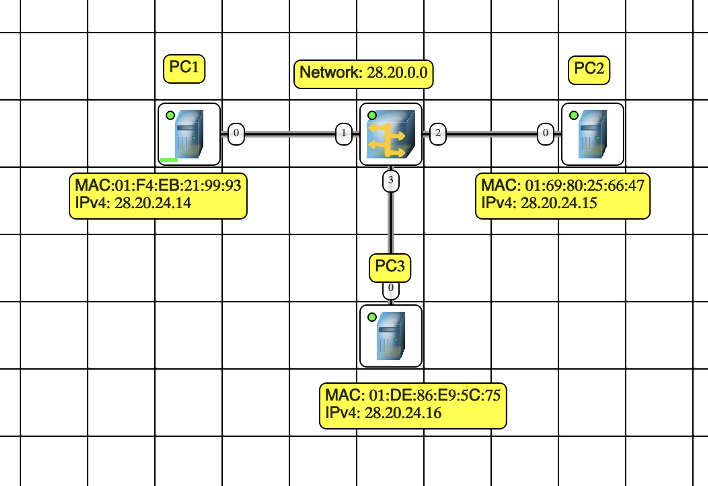 PC1
Network: 28.20.0.0
PC2
0
1
2
0
MAC:01:F4:EB:21:99:93
IPv4: 28.20.24.14
3
MAC: 01:69:80:25:66:47
IPv4: 28.20.24.15
PC3
0
MAC: 01:DE:86:E9:5C:75
IPv4: 28.20.24.16